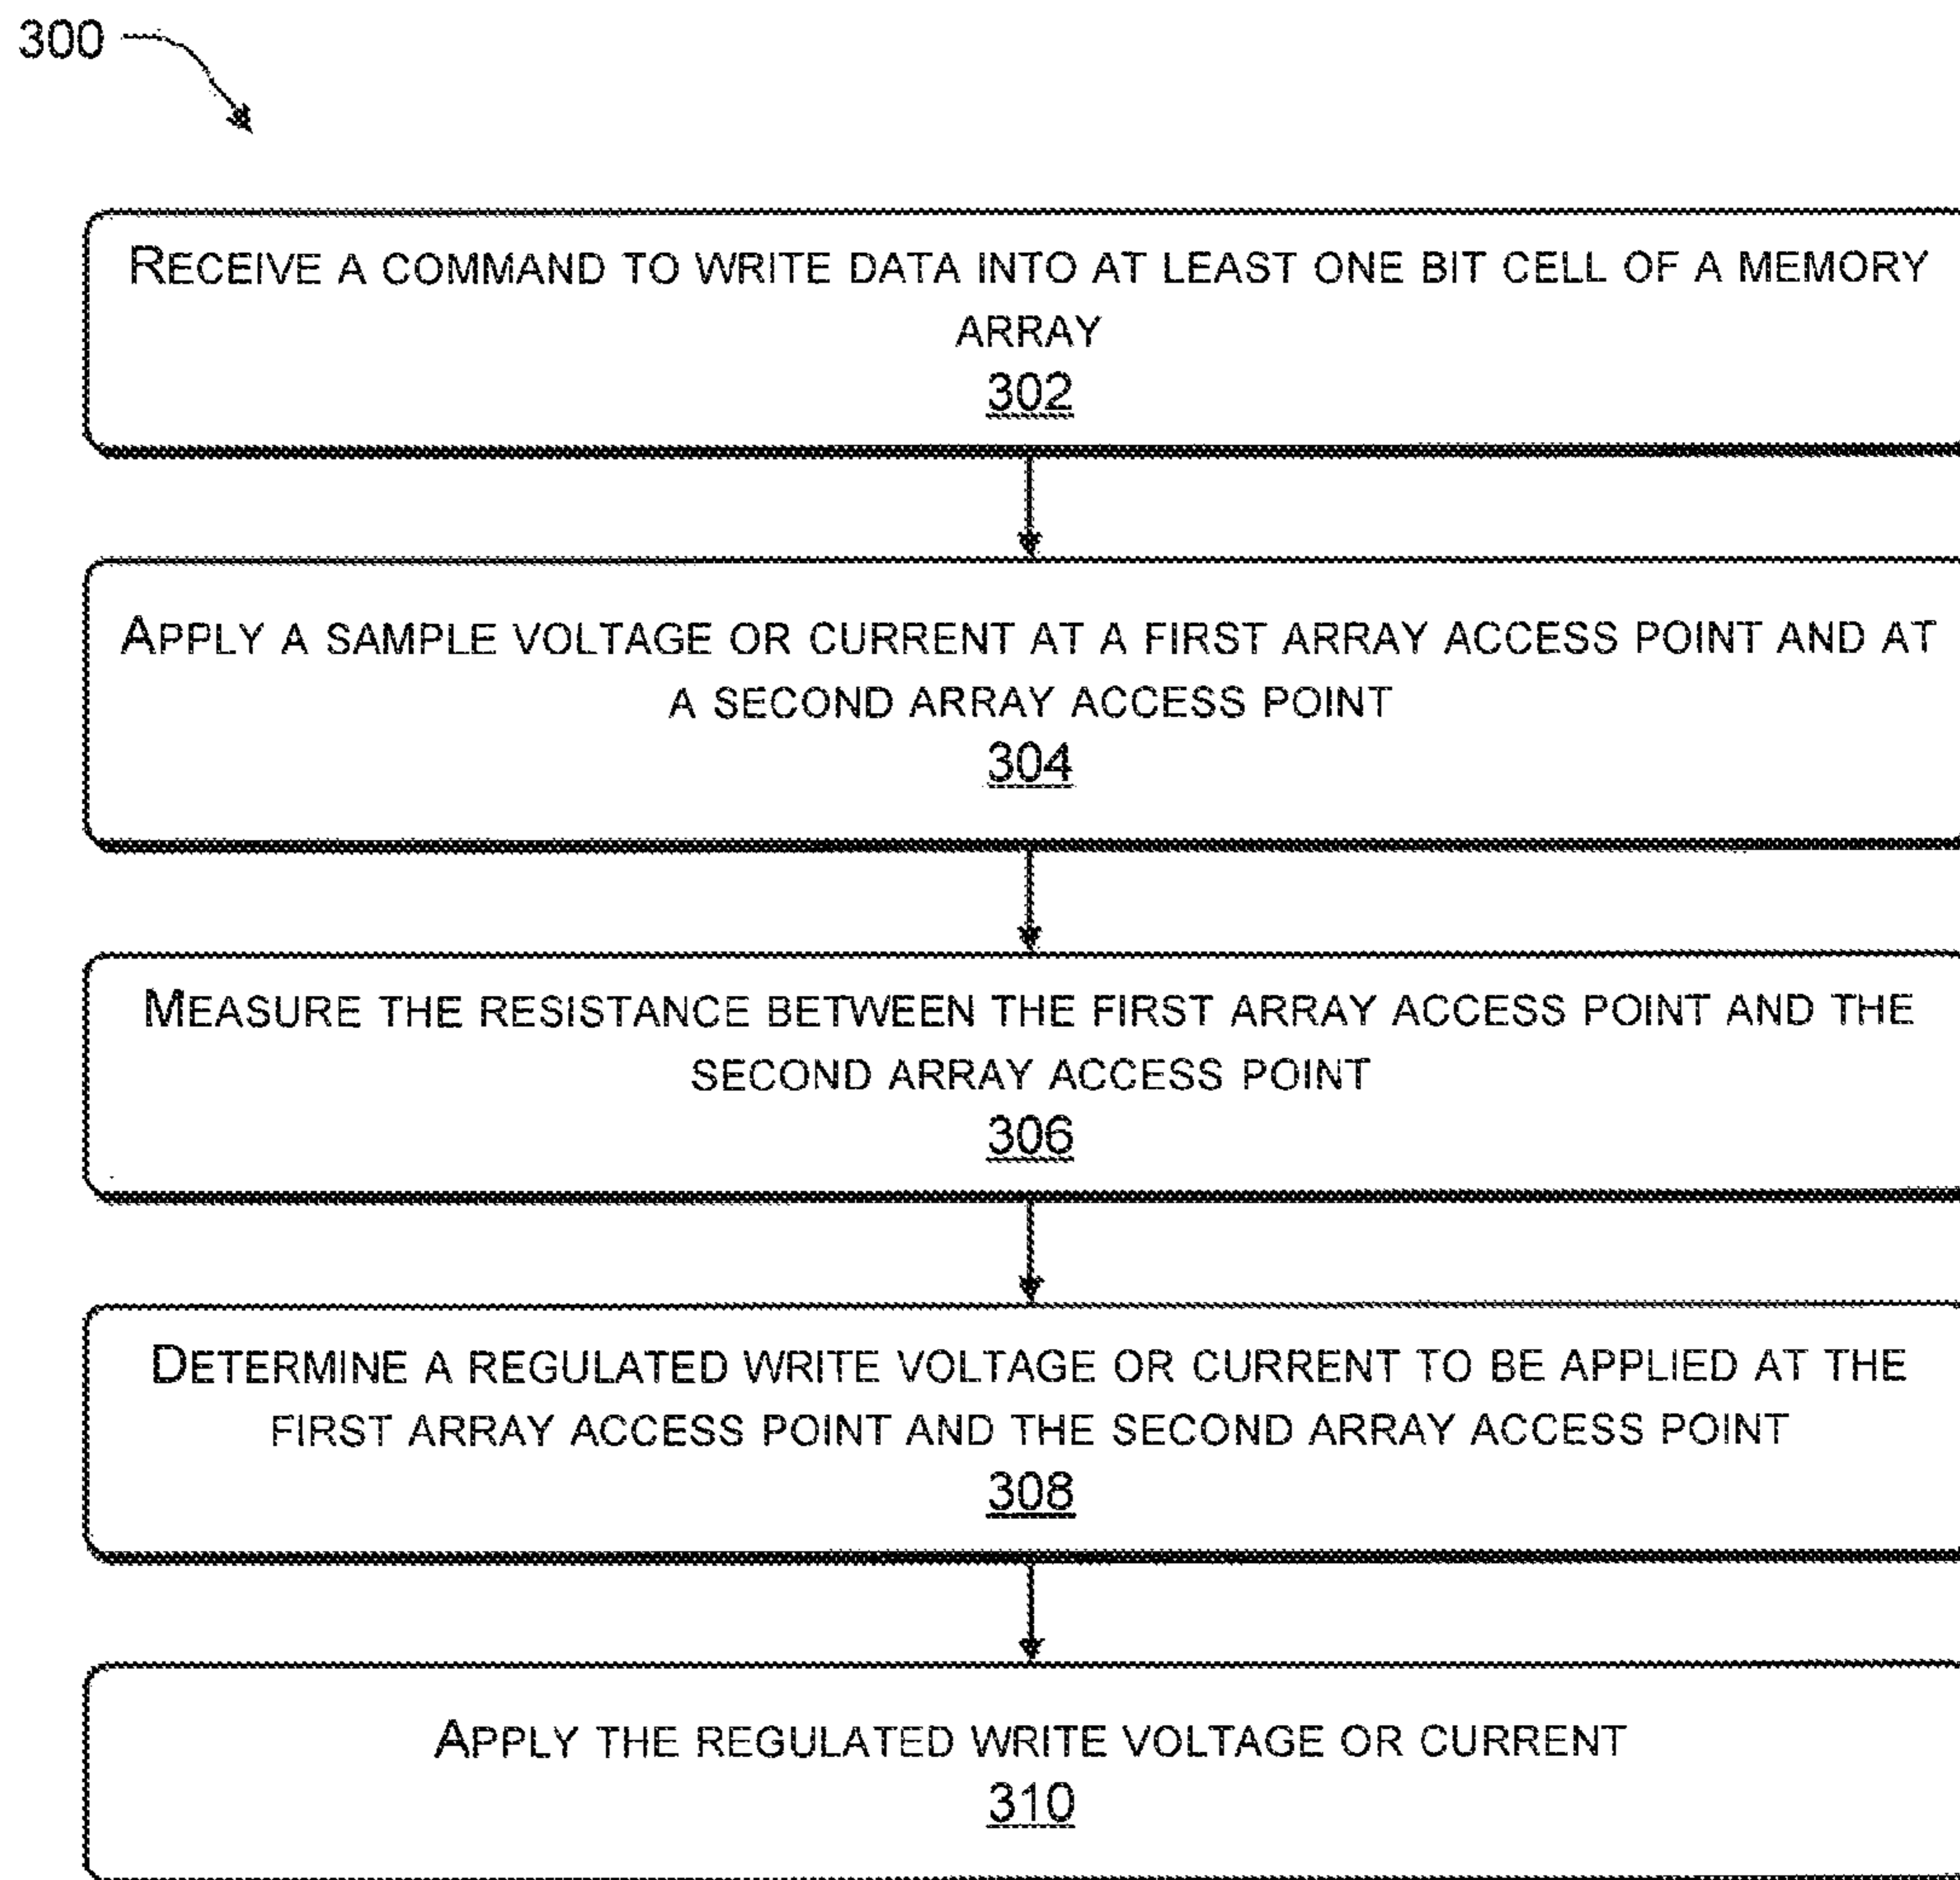 300
RECEIVE A COMMAND TO WRITE DATA INTO AT LEAST ONE BIT CELL OF A MEMORY
ARRAY
302
APPLY A SAMPLE VOLTAGE OR CURRENT AT A FIRST ARRAY ACCESS POINT AND AT
A SECOND ARRAY ACCESS POINT
304
MEASURE THE RESISTANCE BETWEEN THE FIRST ARRAY ACCESS POINT AND THE
SECOND ARRAY ACCESS POINT
306
DETERMINE A REGULATED WRITE VOLTAGE OR CURRENT TO BE APPLIED AT THE
FIRST ARRAY ACCESS POINT AND THE SECOND ARRAY ACCESS POINT
308
APPLY THE REGULATED WRITE VOLTAGE OR CURRENT
310